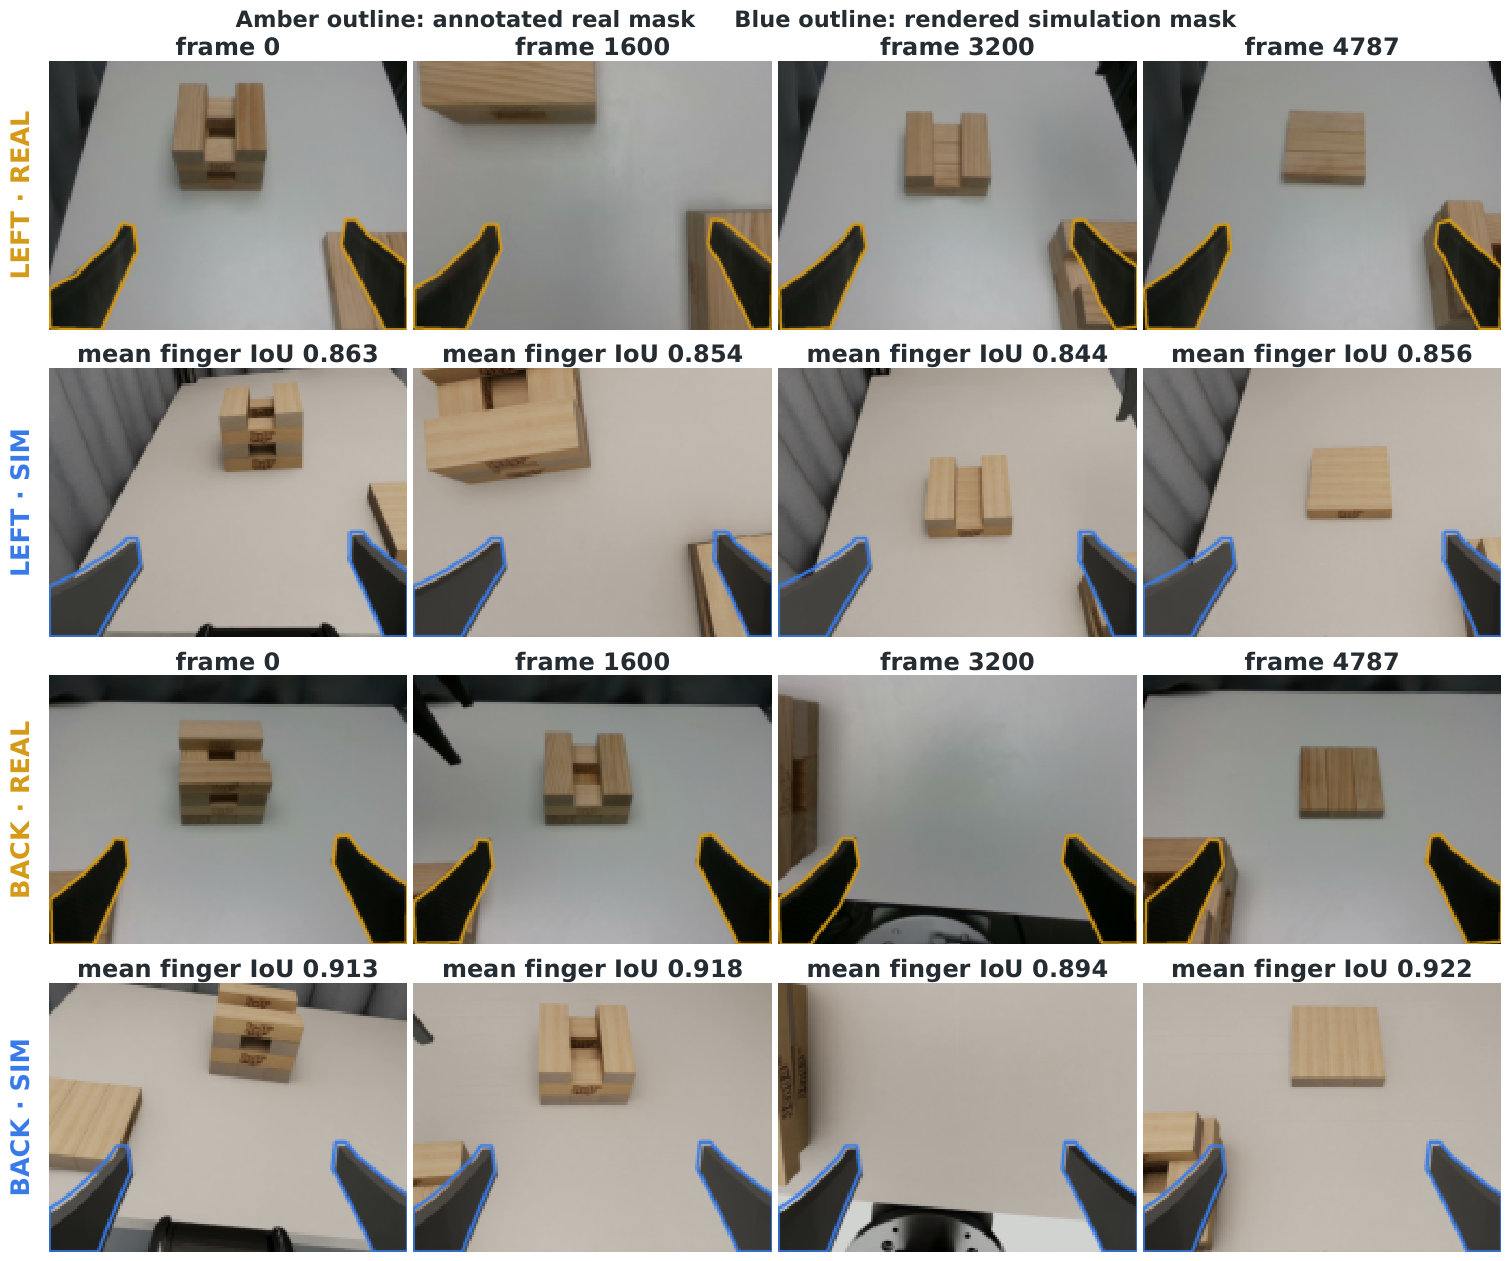 Amber outline: annotated real mask Blue outline: rendered simulation mask
frame 0 frame 1600 frame 3200 frame 4787
LEFT · REAL
mean finger IoU 0.863 mean finger IoU 0.854 mean finger IoU 0.844 mean finger IoU 0.856
LEFT · SIM
frame 0 frame 1600 frame 3200 frame 4787
BACK · REAL
mean finger IoU 0.913 mean finger IoU 0.918 mean finger IoU 0.894 mean finger IoU 0.922
BACK · SIM